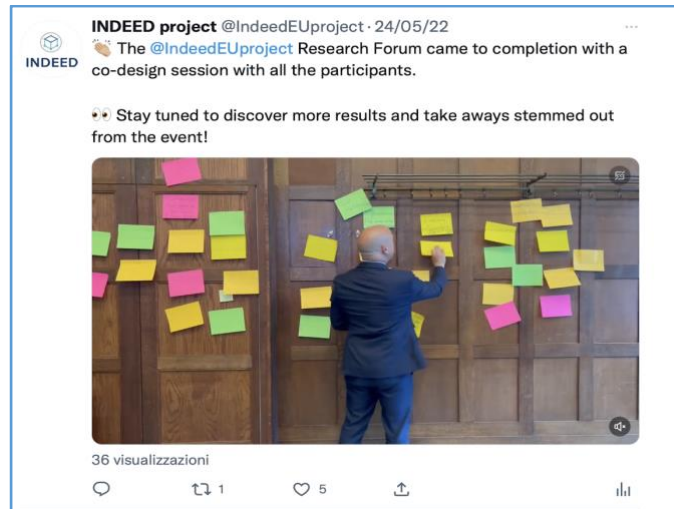 INDEED project @IndeedEUproject · 24/05/22
INDEED
👏🏼 The @IndeedEUproject Research Forum came to completion with a
co-design session with all the participants.
👀 Stay tuned to discover more results and take aways stemmed out
from the event!
36 visualizzazioni
1
5